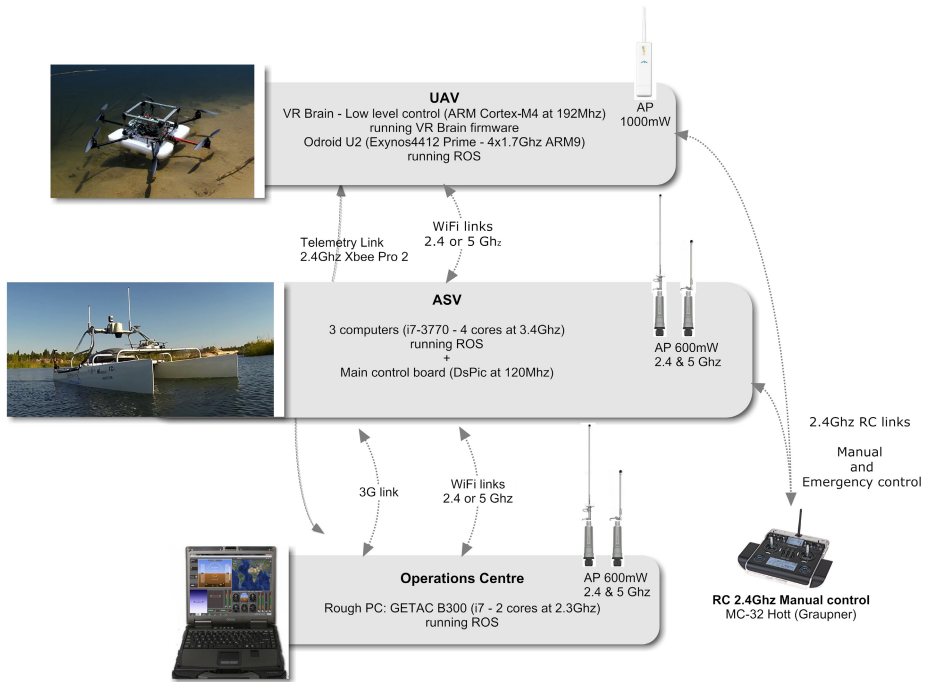 UAV
VR Brain - Low level control (ARM Cortex-M4 at 192Mhz)
running VR Brain firmware
Odroid U2 (Exynos4412 Prime - 4x1.7Ghz ARM9)
running ROS
AP
1000mW
Telemetry Link
2.4Ghz Xbee Pro 2
WiFi links
2.4 or 5 Ghz
ASV
3 computers (i7-3770 - 4 cores at 3.4Ghz)
running ROS
+
Main control board (DsPic at 120Mhz)
AP 600mW
2.4 & 5 Ghz
2.4Ghz RC links
Manual
and
Emergency control
3G link
WiFi links
2.4 or 5 Ghz
Operations Centre
Rough PC: GETAC B300 (i7 - 2 cores at 2.3Ghz)
running ROS
AP 600mW
2.4 & 5 Ghz
RC 2.4Ghz Manual control
MC-32 Hott (Graupner)